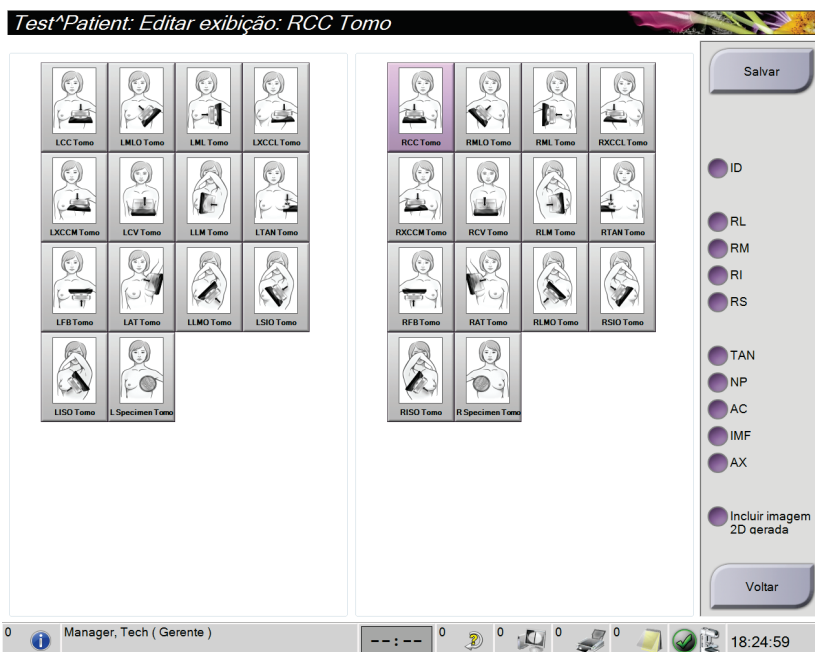 Test^Patient: Editar exibição: RCC Tomo
LCC Tomo
LMLO Tomo
LML Tomo
LXCCL Tomo
LXCCM Tomo
LCV Tomo
LLM Tomo
LTAN Tomo
LFB Tomo
LAT Tomo
LLMO Tomo
LSIO Tomo
LISO Tomo
L Specimen Tomo
RCC Tomo
RMLO Tomo
RML Tomo
RXCCL Tomo
RXCCM Tomo
RCV Tomo
RLM Tomo
RTAN Tomo
RFB Tomo
RAT Tomo
RLMO Tomo
RSIO Tomo
RISO Tomo
R Specimen Tomo
Salvar
ID
RL
RM
RI
RS
TAN
NP
AC
IMF
AX
Incluir imagem
2D gerada
Voltar
0
Manager, Tech ( Gerente )
--:--
0
0
0
0
18:24:59